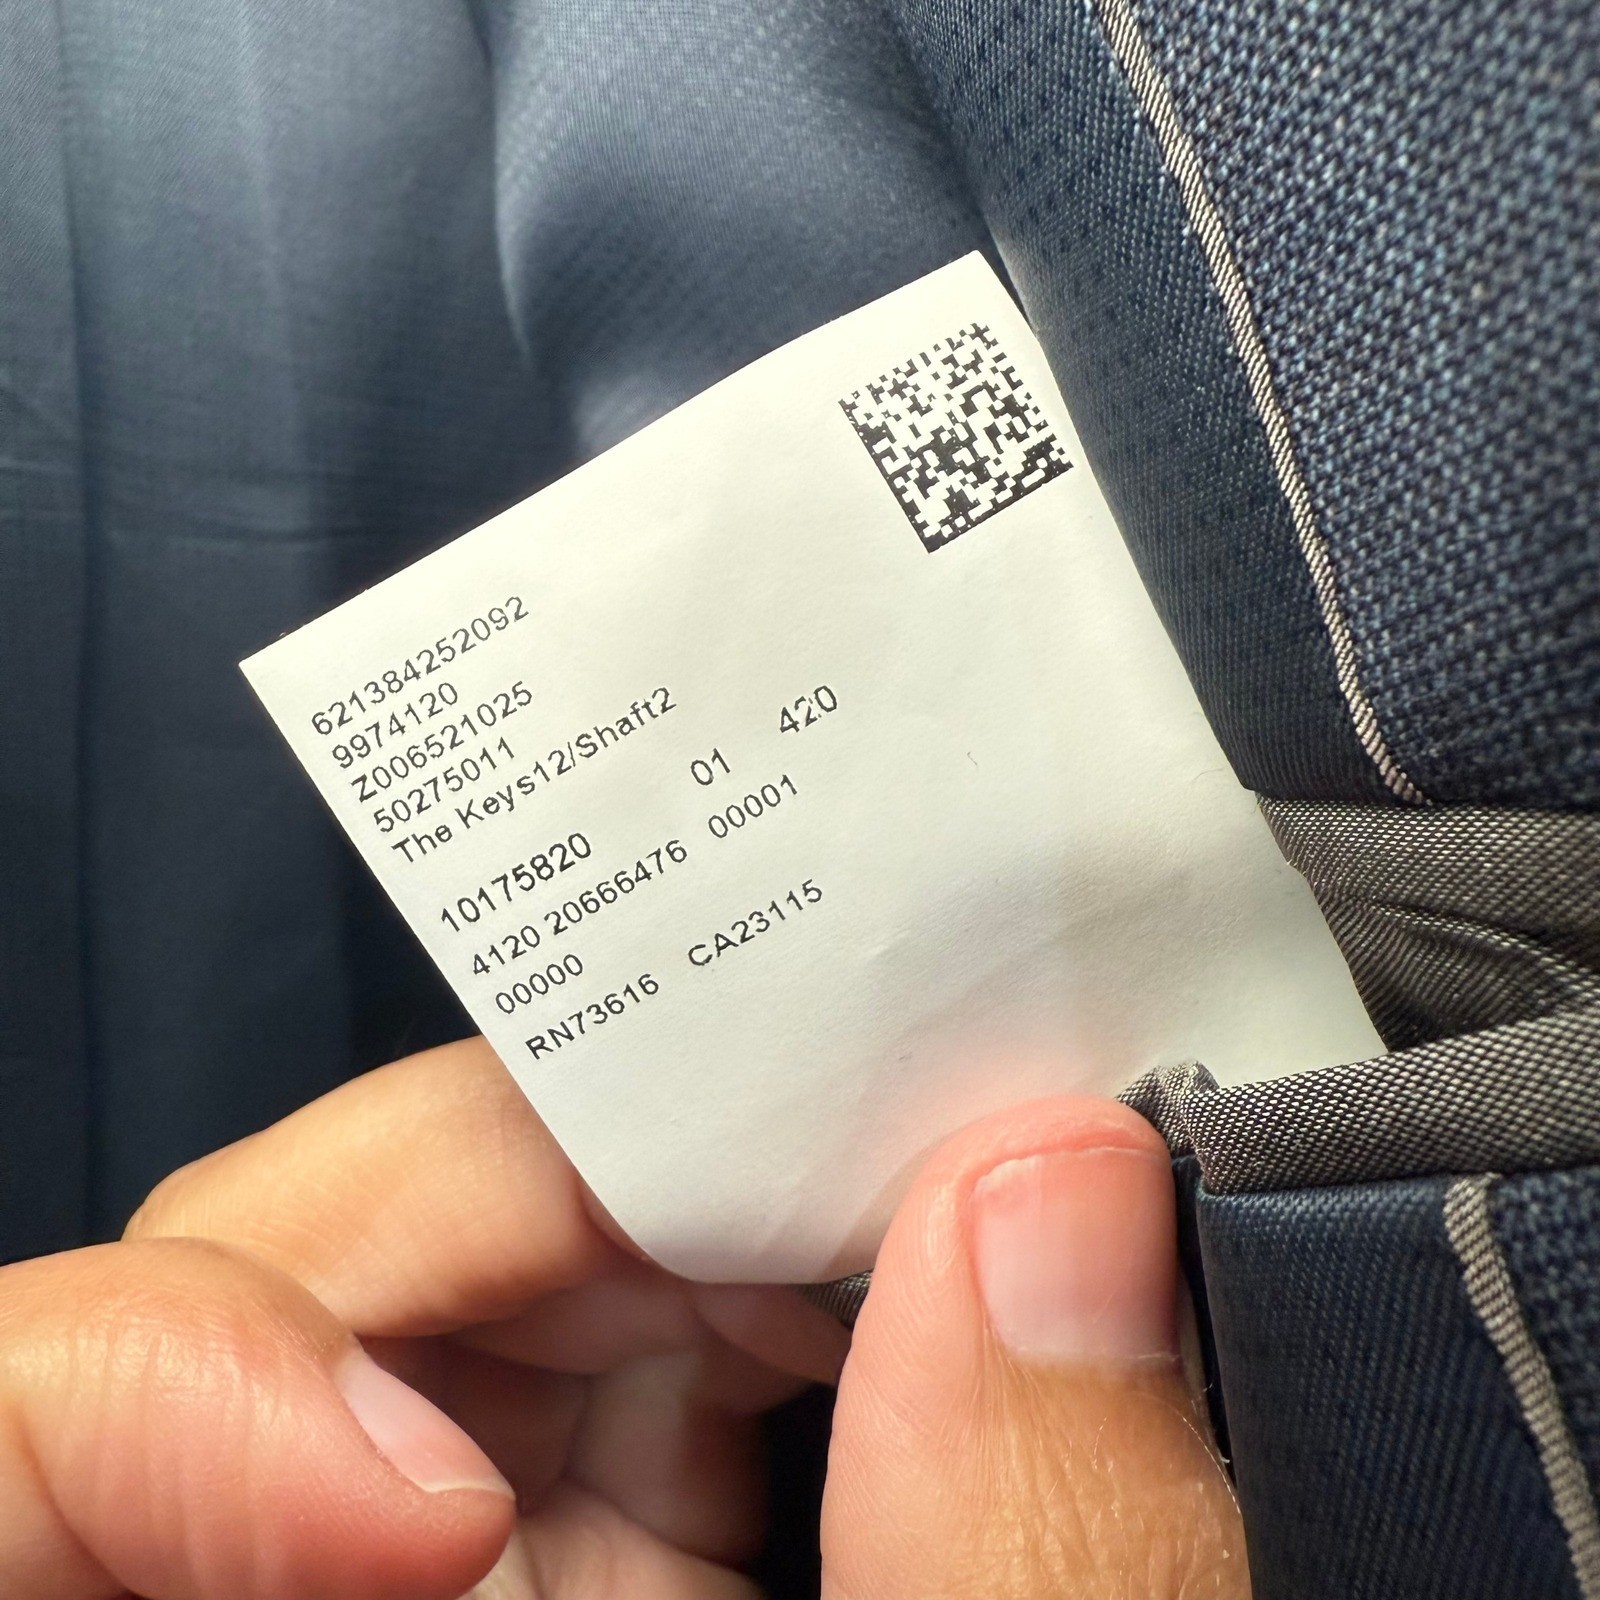 621384252092
9974120
Z006521025
50275011
The Keys12/Shaft2
10175820 01 420
4120 20666476 00001
00000
RN73616 CA23115